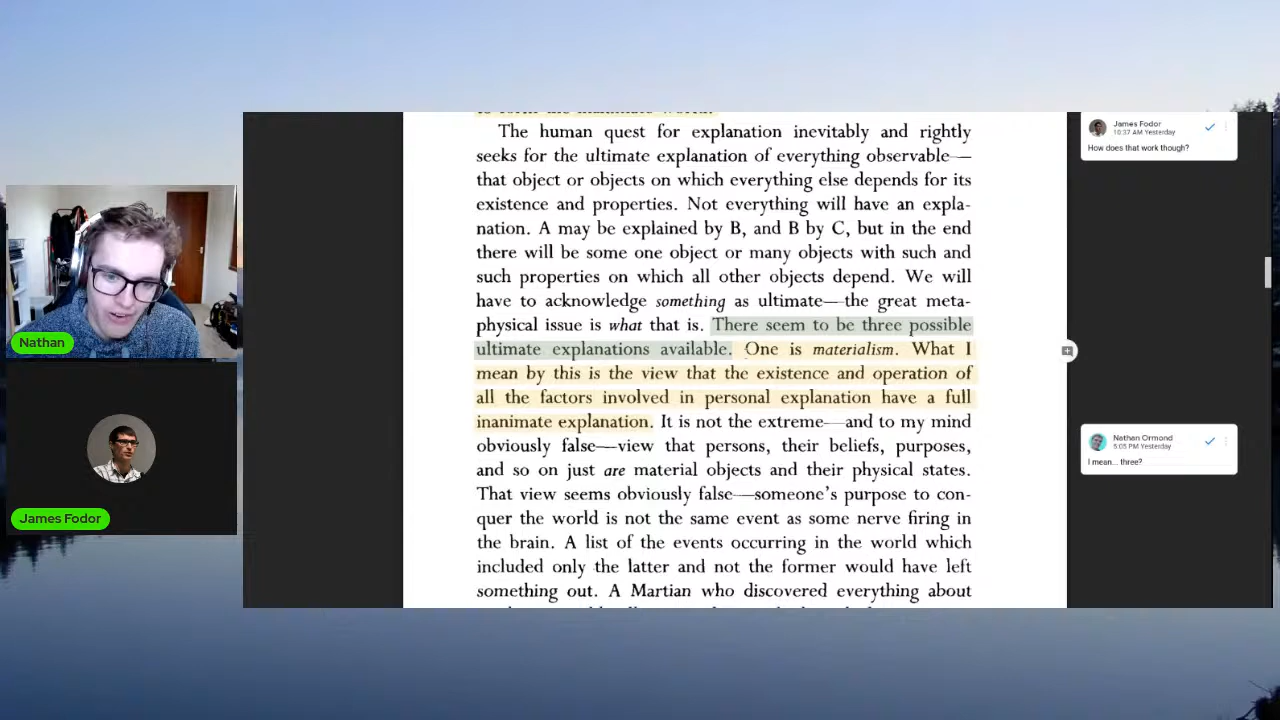 The human quest for explanation inevitably and rightly
seeks for the ultimate explanation of everything observable—
that object or objects on which everything else depends for its
existence and properties. Not everything will have an expla-
nation. A may be explained by B, and B by C, but in the end
there will be some one object or many objects with such and
such properties on which all other objects depend. We will
have to acknowledge something as ultimate—the great meta-
physical issue is what that is. There seem to be three possible
ultimate explanations available. One is materialism. What I
mean by this is the view that the existence and operation of
all the factors involved in personal explanation have a full
inanimate explanation. It is not the extreme—and to my mind
obviously false—view that persons, their beliefs, purposes,
and so on just are material objects and their physical states.
That view seems obviously false—someone's purpose to con-
quer the world is not the same event as some nerve firing in
the brain. A list of the events occurring in the world which
included only the latter and not the former would have left
something out. A Martian who discovered everything about
James Fodor
10:37 AM Yesterday
How does that work though?
Nathan Ormond
5:05 PM Yesterday
I mean... three?
Nathan
James Fodor